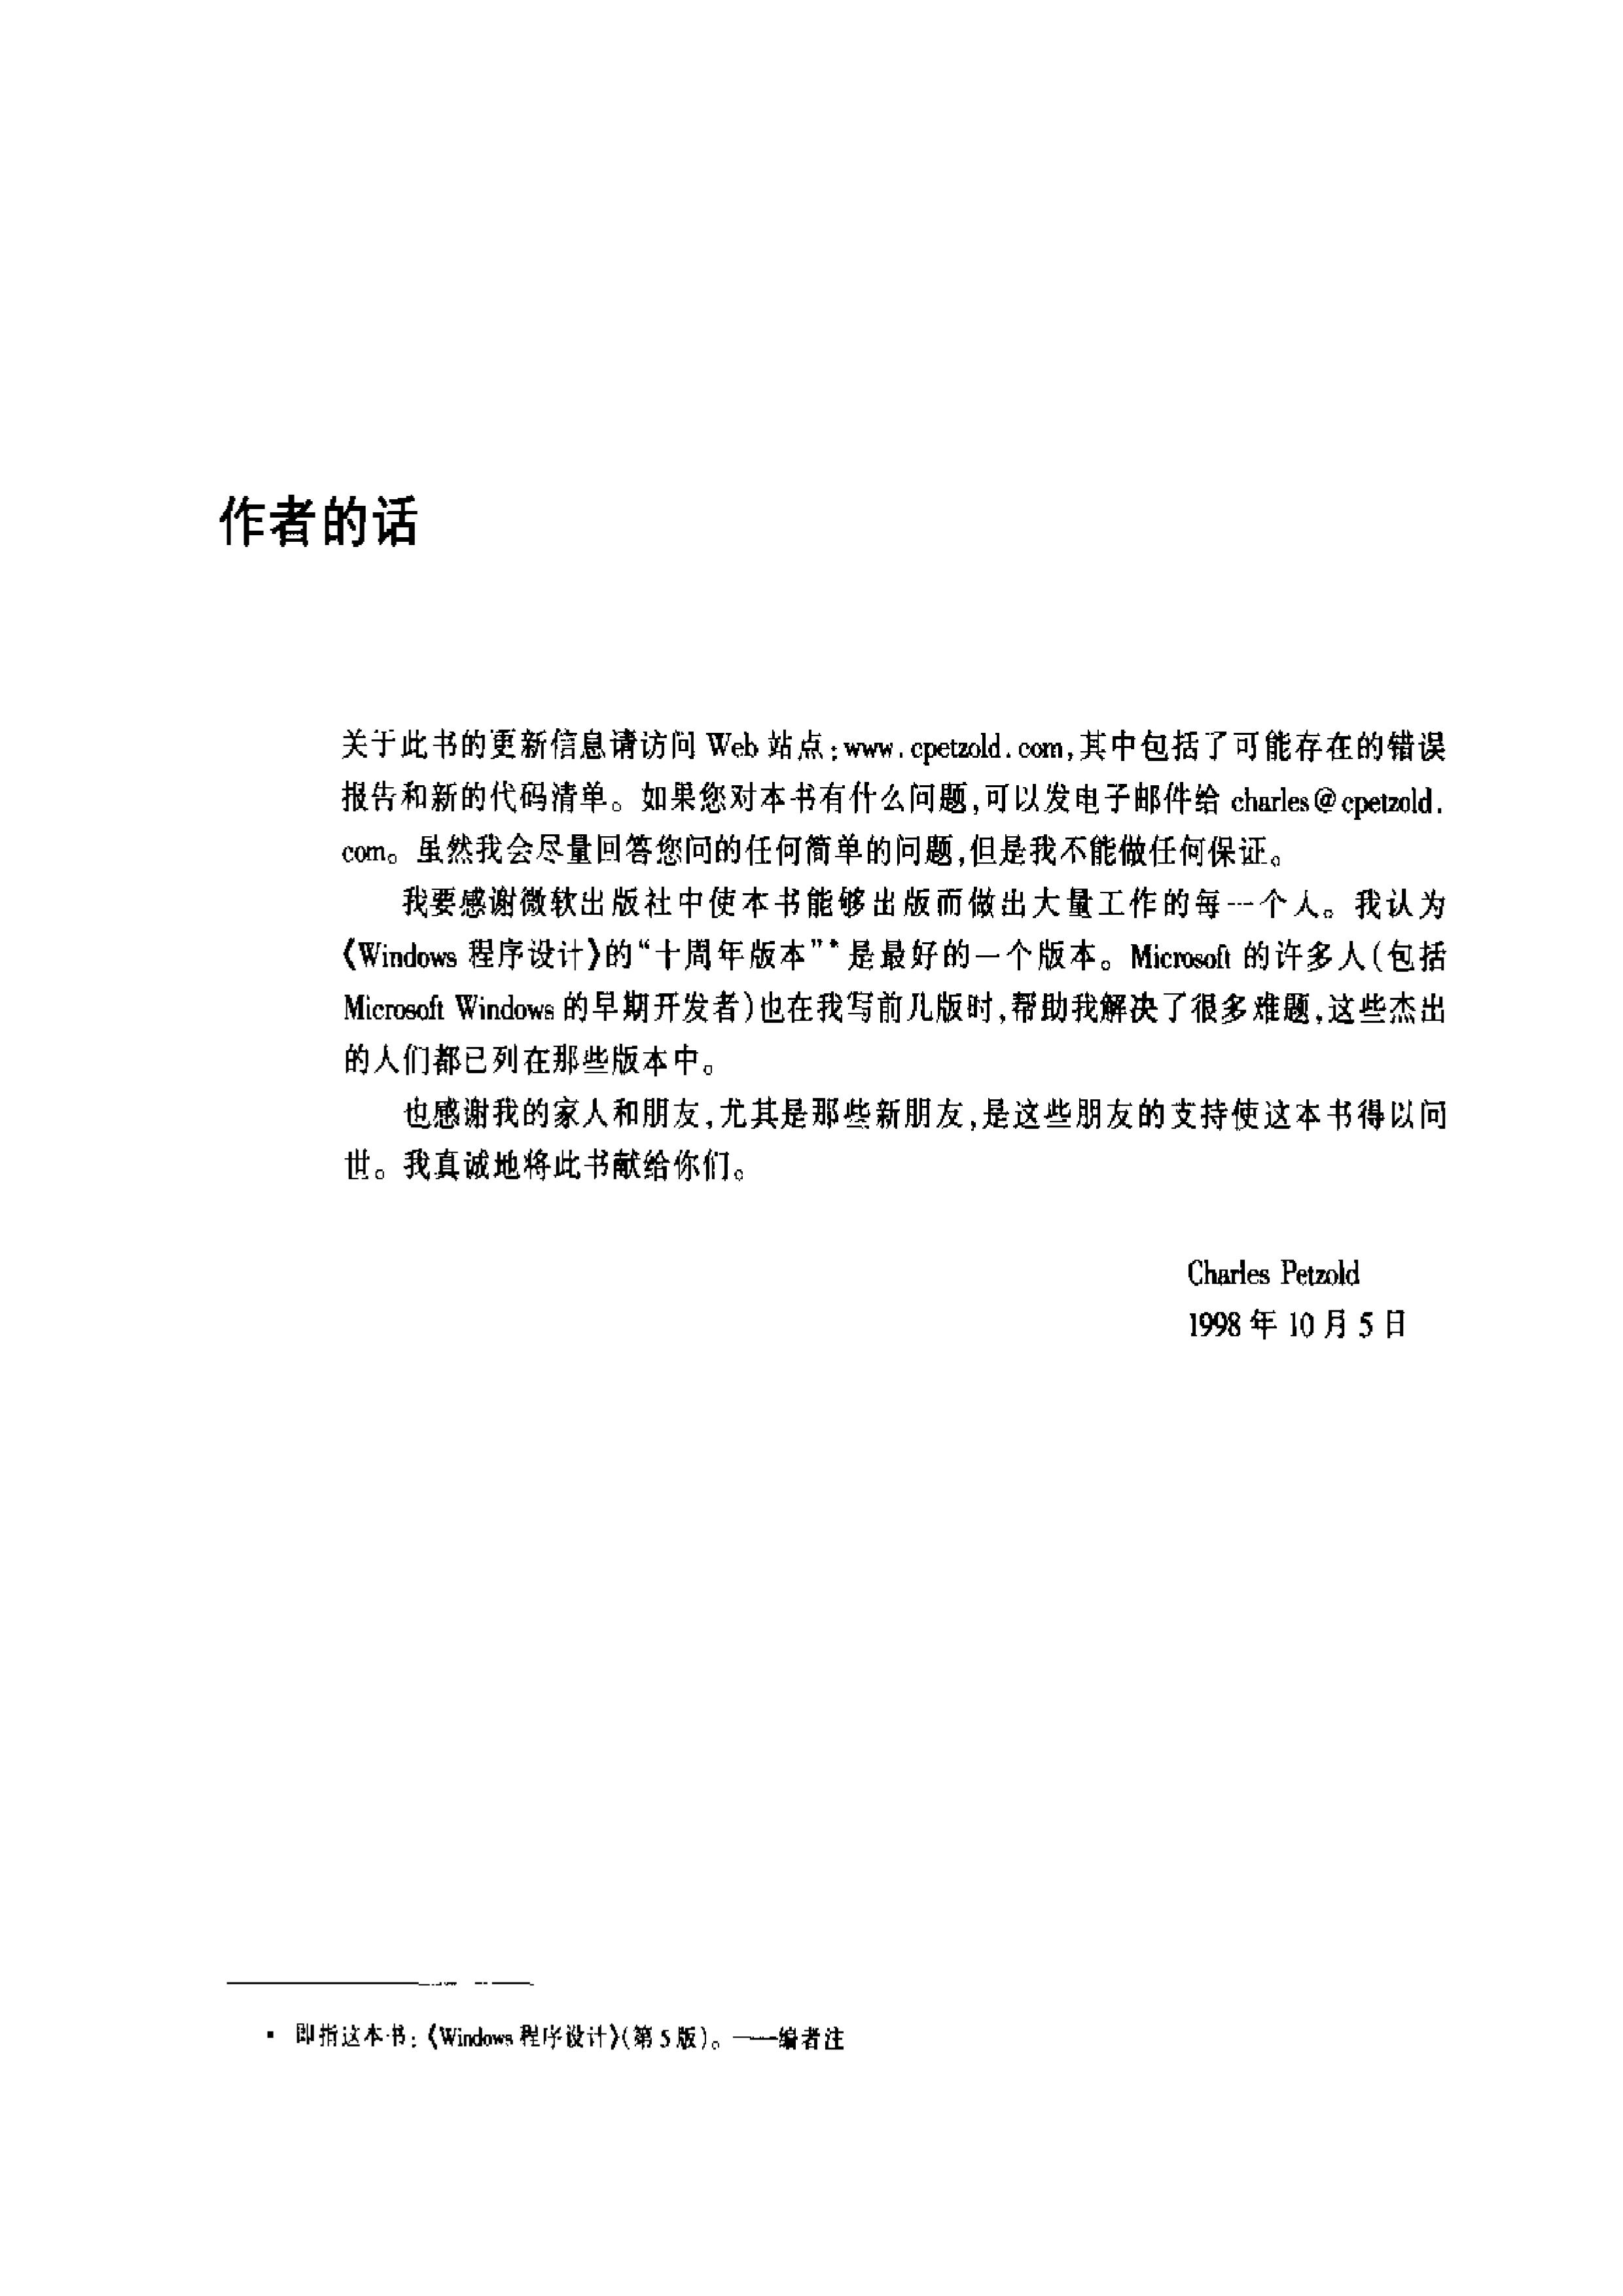 作者的话
关于此书的更新信息请访问 Web 站点:www.cpetzold.com,其中包括了可能存在的错误
报告和新的代码清单。如果您对本书有什么问题,可以发电子邮件给 charles@cpetzold.
com。虽然我会尽量回答您问的任何简单的问题,但是我不能做任何保证。
我要感谢微软出版社中使本书能够出版而做出大量工作的每一个人。我认为
《Windows 程序设计》的“十周年版本”*是最好的一个版本。Microsoft 的许多人(包括
Microsoft Windows 的早期开发者)也在我写前几版时,帮助我解决了很多难题,这些杰出
的人们都已列在那些版本中。
也感谢我的家人和朋友,尤其是那些新朋友,是这些朋友的支持使这本书得以问
世。我真诚地将此书献给你们。
Charles Petzold
1998 年 10 月 5 日
* 即指这本书:《Windows 程序设计》(第 5 版)。——编者注